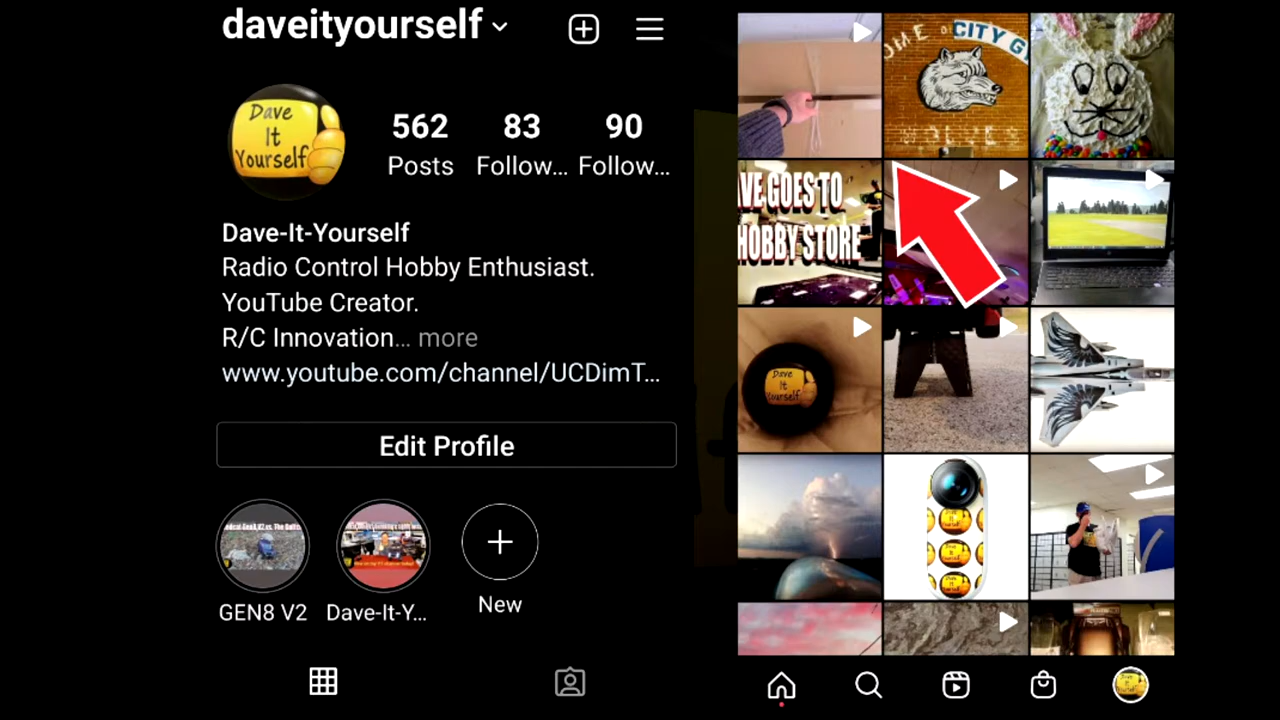 daveityourself
Dave
It
Yourself
562
83
90
Posts
Follow...
Follow...
Dave-It-Yourself
Radio Control Hobby Enthusiast.
YouTube Creator.
R/C Innovation... more
www.youtube.com/channel/UCDimT...
Edit Profile
GEN8 V2
Dave-It-Y...
New
OME OF
CITY G
WOLVES
AVE GOES TO
HOBBY STORE
Dave
It
Yourself